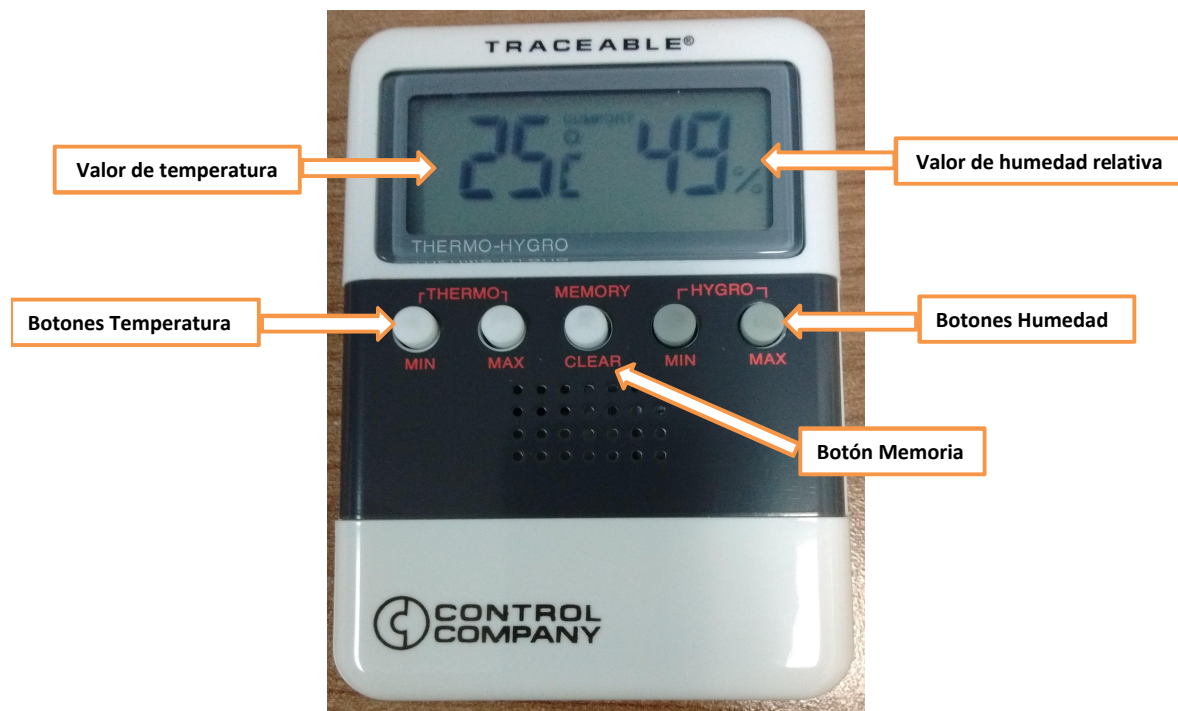 TRACEABLE®
25 °C COMFORT 49 %
Valor de temperatura
Valor de humedad relativa
THERMO-HYGRO
THERMO MEMORY HYGRO
Botones Temperatura
Botones Humedad
MIN MAX CLEAR MIN MAX
Botón Memoria
CONTROL
COMPANY